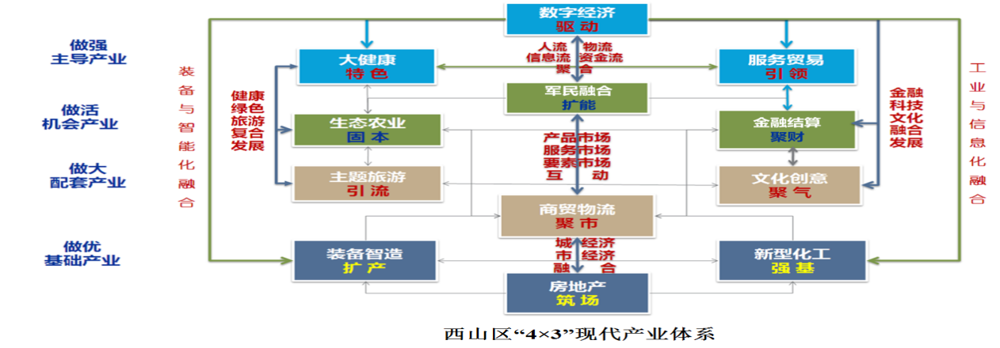 数字经济
驱动
做强
主导产业
人流 物流
信息流 资金流
聚 合
大健康
特色
服务贸易
引领
装备与智能化融合
工业与信息化融合
健康
绿色
旅游
复合
发展
军民融合
扩能
金融
科技
文化
融合
发展
做活
机会产业
生态农业
固本
金融结算
聚财
产品市场
服务市场
要素市场
互 动
做大
配套产业
主题旅游
引流
文化创意
聚气
商贸物流
聚市
做优
基础产业
装备智造
扩产
城 经济
市 经济
融 合
新型化工
强基
房地产
筑场
西山区“4×3”现代产业体系